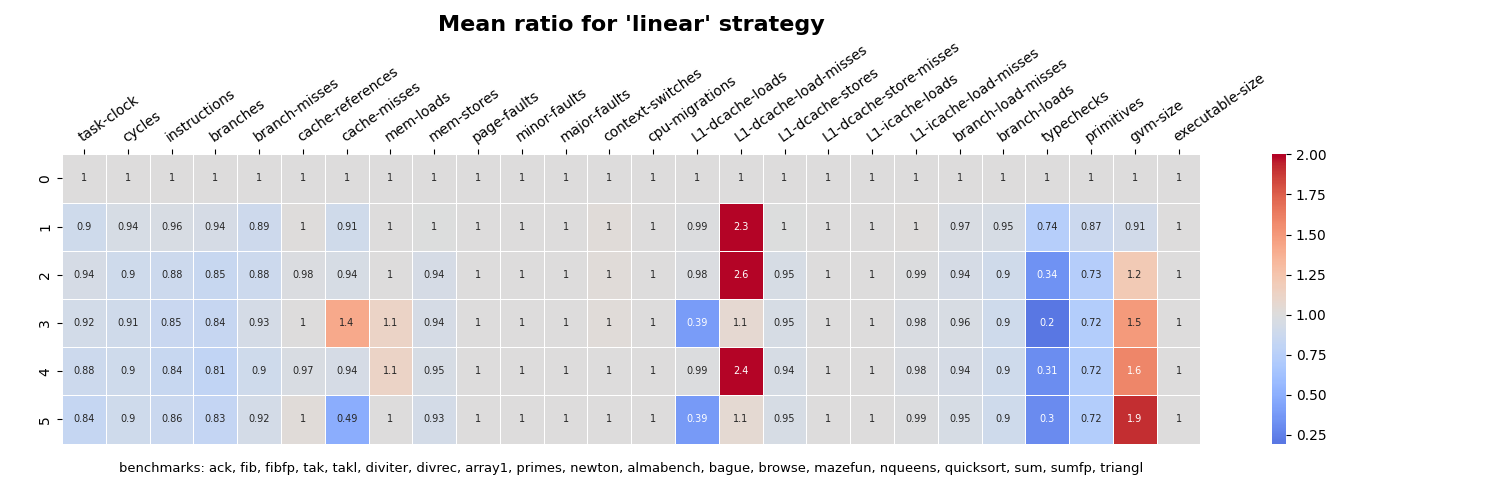 Mean ratio for 'linear' strategy
task-clock cycles instructions branches branch-misses cache-references cache-misses mem-loads mem-stores page-faults minor-faults major-faults context-switches cpu-migrations L1-dcache-loads L1-dcache-load-misses L1-dcache-stores L1-dcache-store-misses L1-icache-loads L1-icache-load-misses branch-load-misses branch-loads typechecks primitives gvm-size executable-size
0 1 1 1 1 1 1 1 1 1 1 1 1 1 1 1 1 1 1 1 1 1 1 1 1 1 1
1 0.9 0.94 0.96 0.94 0.89 1 0.91 1 1 1 1 1 1 1 0.99 2.3 1 1 1 1 0.97 0.95 0.74 0.87 0.91 1
2 0.94 0.9 0.88 0.85 0.88 0.98 0.94 1 0.94 1 1 1 1 1 0.98 2.6 0.95 1 1 0.99 0.94 0.9 0.34 0.73 1.2 1
3 0.92 0.91 0.85 0.84 0.93 1 1.4 1.1 0.94 1 1 1 1 1 0.39 1.1 0.95 1 1 0.98 0.96 0.9 0.2 0.72 1.5 1
4 0.88 0.9 0.84 0.81 0.9 0.97 0.94 1.1 0.95 1 1 1 1 1 0.99 2.4 0.94 1 1 0.98 0.94 0.9 0.31 0.72 1.6 1
5 0.84 0.9 0.86 0.83 0.92 1 0.49 1 0.93 1 1 1 1 1 0.39 1.1 0.95 1 1 0.99 0.95 0.9 0.3 0.72 1.9 1
2.00
1.75
1.50
1.25
1.00
0.75
0.50
0.25
benchmarks: ack, fib, fibfp, tak, takl, diviter, divrec, array1, primes, newton, almabench, bague, browse, mazefun, nqueens, quicksort, sum, sumfp, triangl